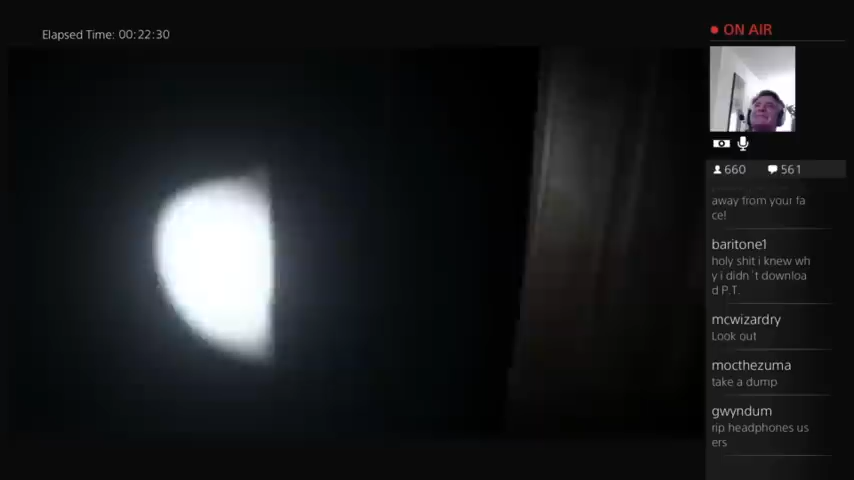 Elapsed Time: 00:22:30
ON AIR
660 561
away from your fa
ce!
baritone1
holy shit i knew wh
y i didn´t downloa
d P.T.
mcwizardry
Look out
mocthezuma
take a dump
gwyndum
rip headphones us
ers